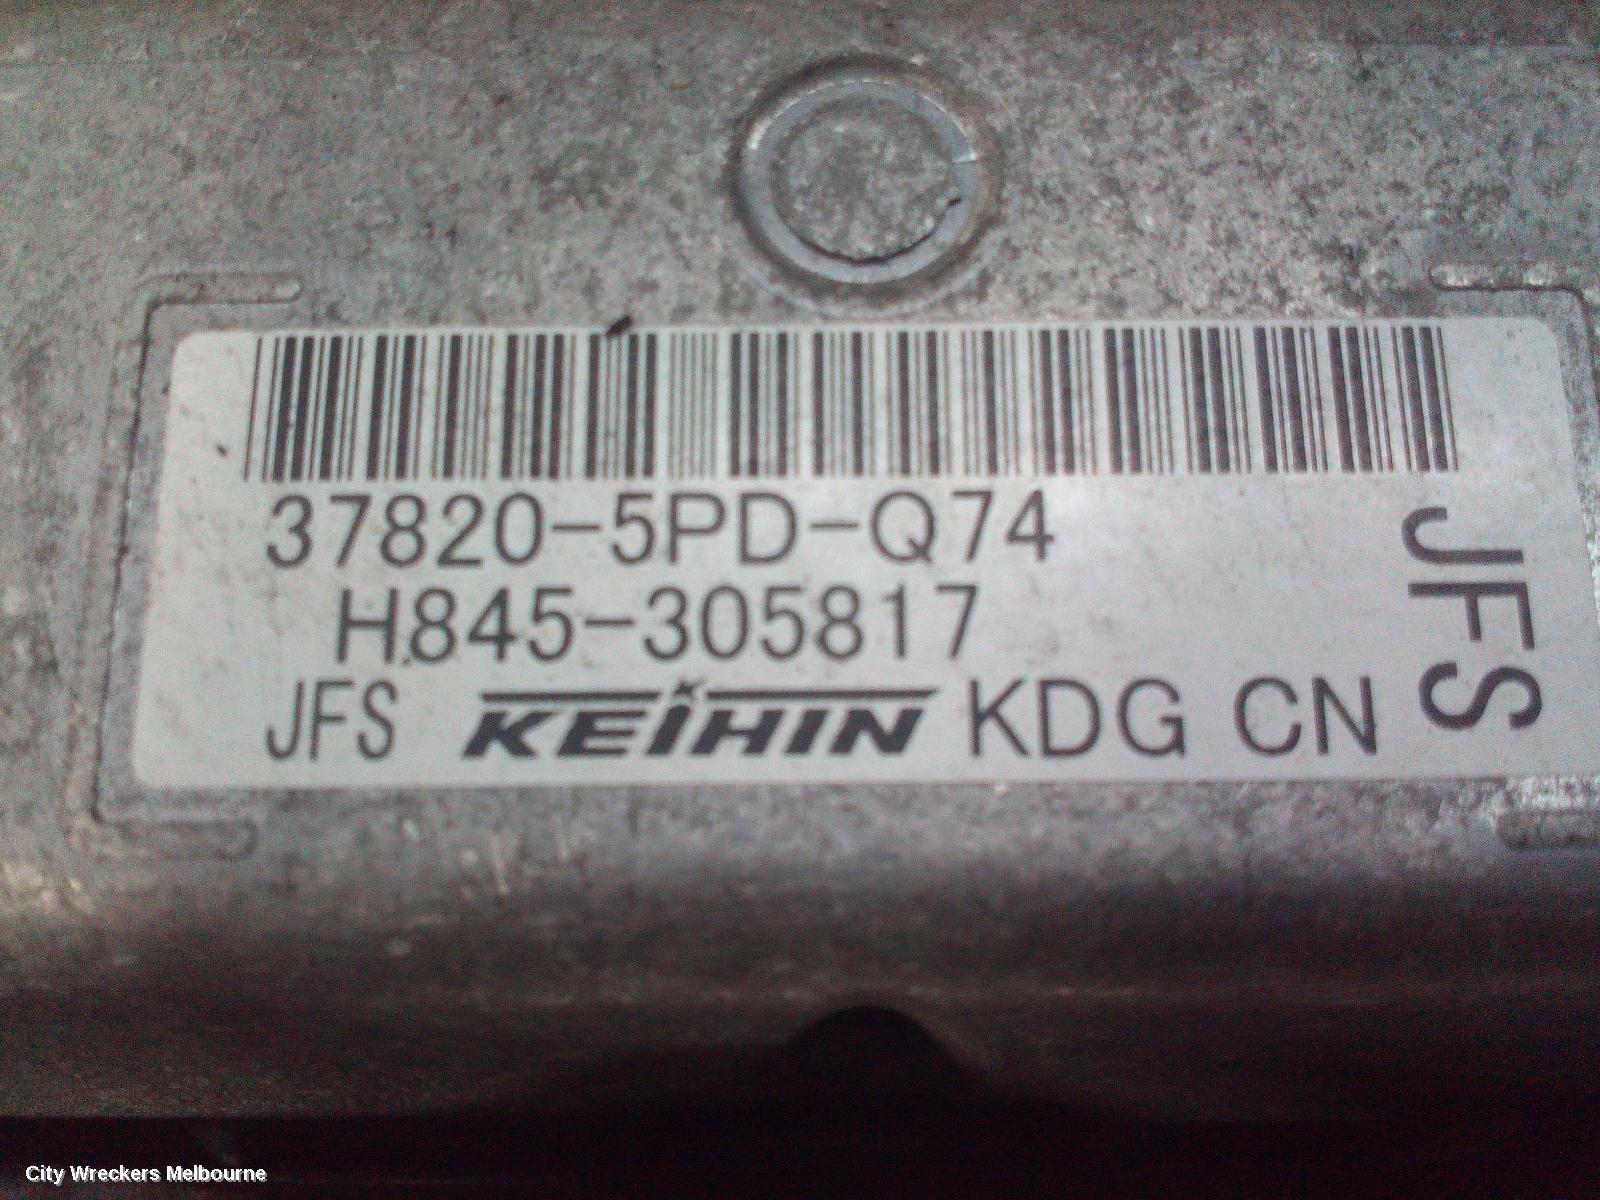 37820-5PD-Q74
H845-305817
JFS KEIHIN KDG CN
JFS
City Wreckers Melbourne